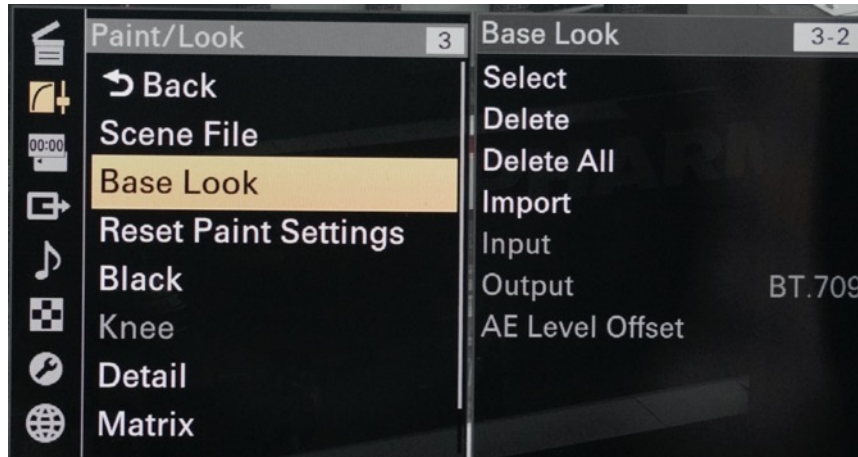 Paint/Look 3
Back
Scene File
Base Look
Reset Paint Settings
Black
Knee
Detail
Matrix
00:00
Base Look 3-2
Select
Delete
Delete All
Import
Input
Output BT.709
AE Level Offset